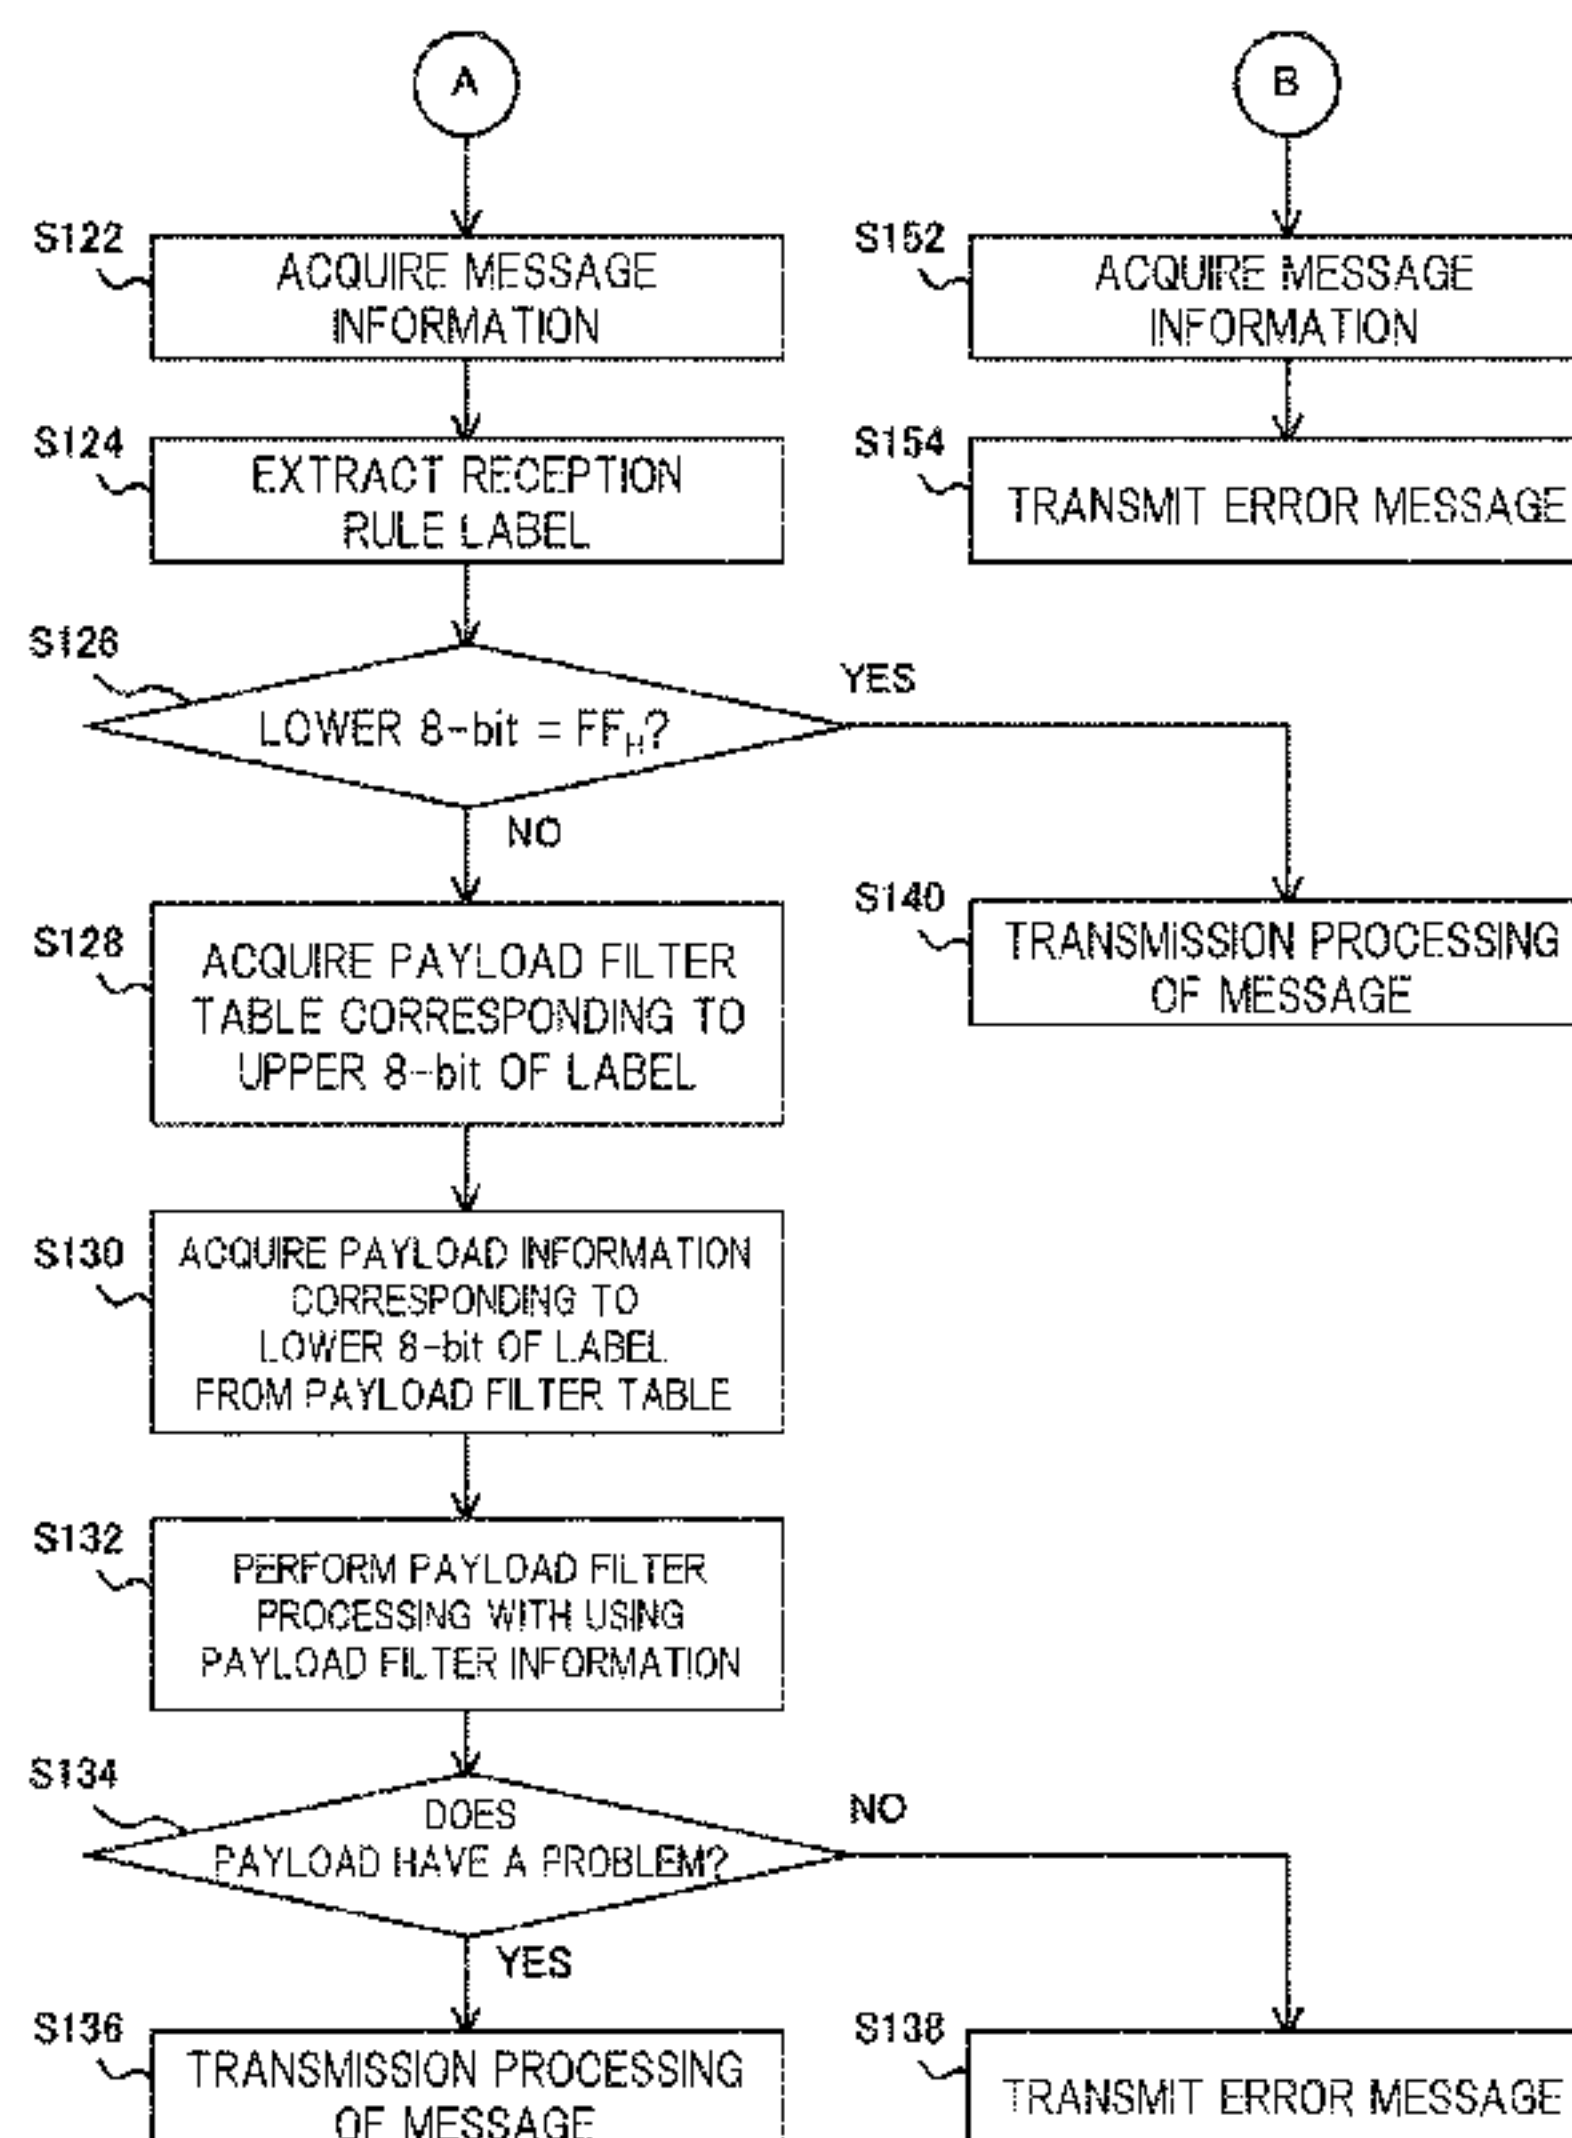 A
B
S122
ACQUIRE MESSAGE
INFORMATION
S152
ACQUIRE MESSAGE
INFORMATION
S124
EXTRACT RECEPTION
RULE LABEL
S154
TRANSMIT ERROR MESSAGE
S126
LOWER 8-bit = FFH?
YES
NO
S128
ACQUIRE PAYLOAD FILTER
TABLE CORRESPONDING TO
UPPER 8-bit OF LABEL
S140
TRANSMISSION PROCESSING
OF MESSAGE
S130
ACQUIRE PAYLOAD INFORMATION
CORRESPONDING TO
LOWER 8-bit OF LABEL
FROM PAYLOAD FILTER TABLE
S132
PERFORM PAYLOAD FILTER
PROCESSING WITH USING
PAYLOAD FILTER INFORMATION
S134
DOES
PAYLOAD HAVE A PROBLEM?
NO
YES
S136
TRANSMISSION PROCESSING
OF MESSAGE
S138
TRANSMIT ERROR MESSAGE